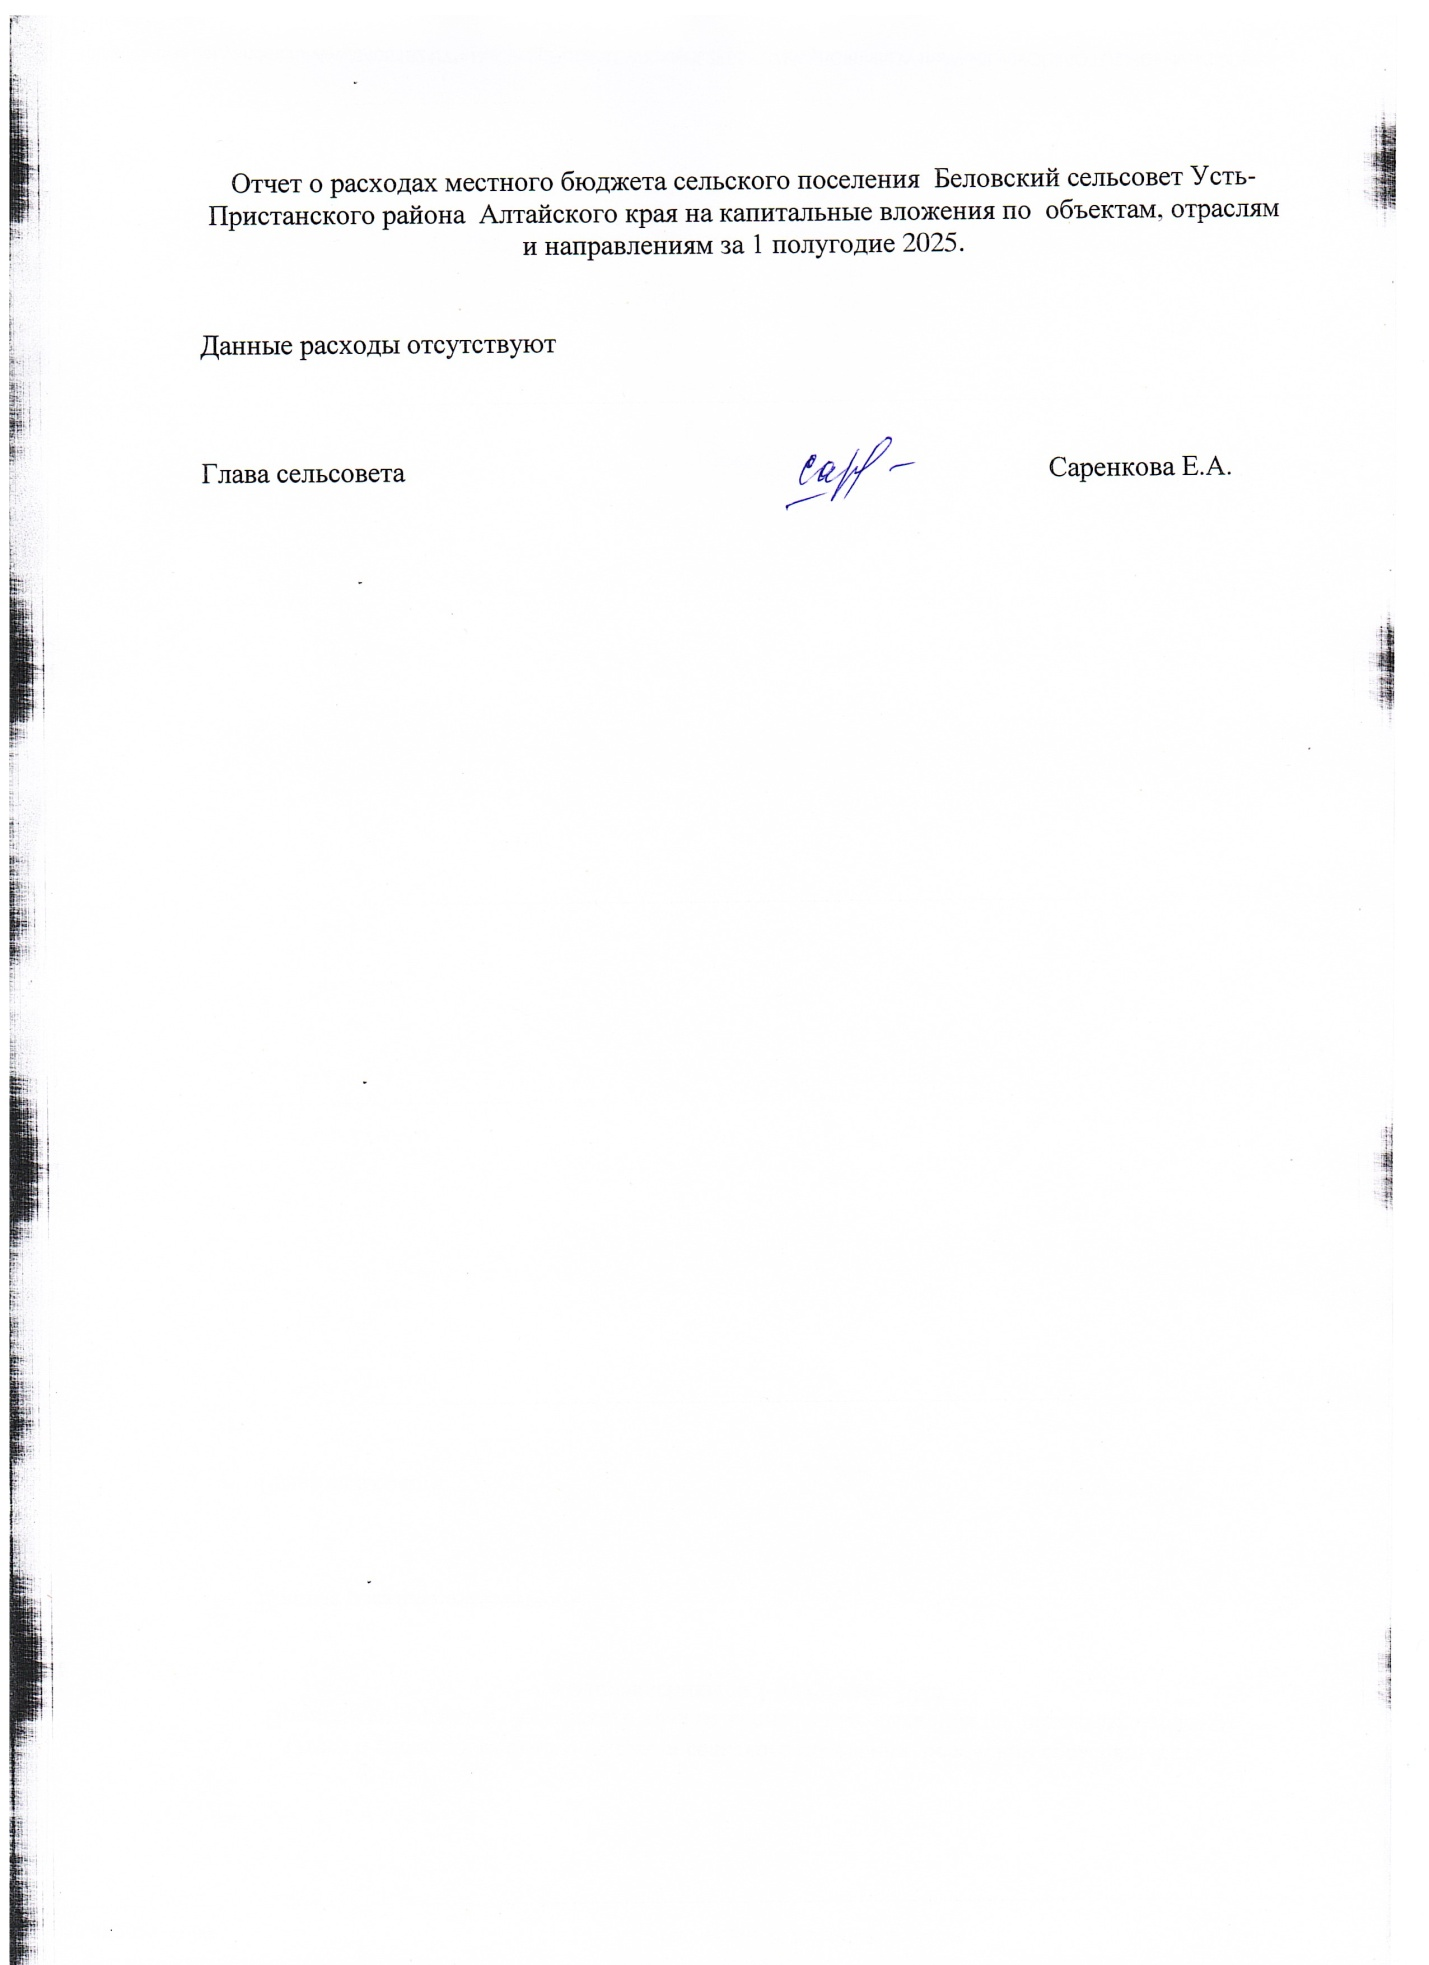 Отчет о расходах местного бюджета сельского поселения Беловский сельсовет Усть-
Пристанского района Алтайского края на капитальные вложения по объектам, отраслям
и направлениям за 1 полугодие 2025.
Данные расходы отсутствуют
Глава сельсовета Саренкова Е.А.